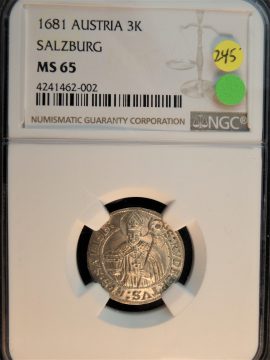 1681 AUSTRIA 3K
SALZBURG
MS 65
4241462-002
245
NUMISMATIC GUARANTY CORPORATION
NGC